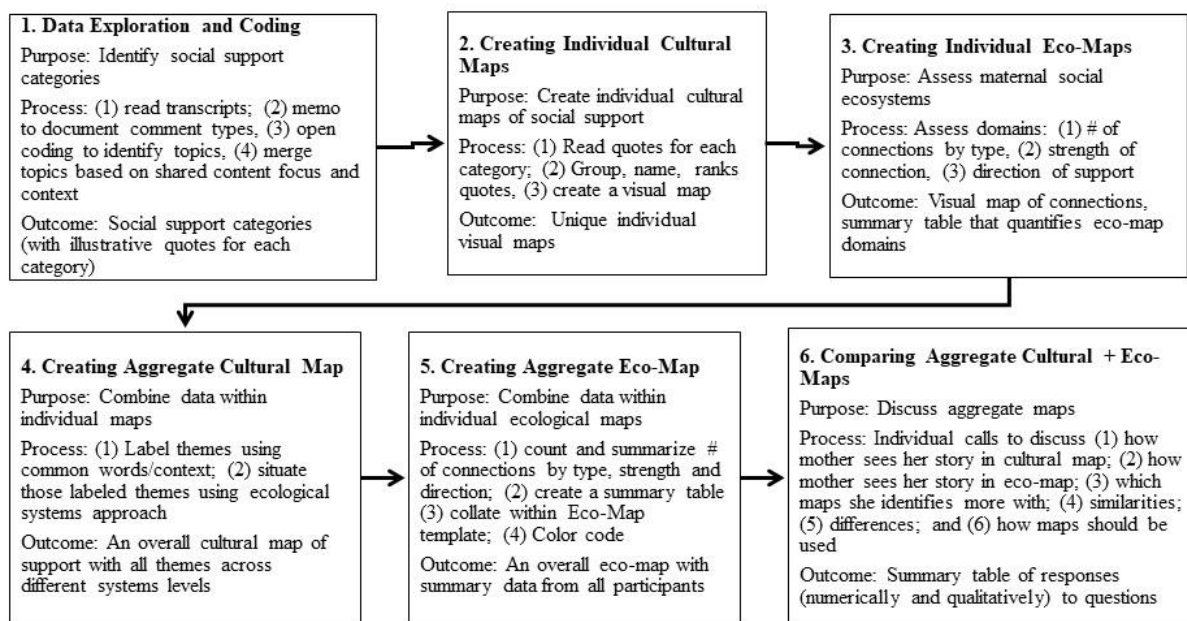 1. Data Exploration and Coding
Purpose: Identify social support
categories
Process: (1) read transcripts; (2) memo
to document comment types, (3) open
coding to identify topics, (4) merge
topics based on shared content focus and
context
Outcome: Social support categories
(with illustrative quotes for each
category)
2. Creating Individual Cultural
Maps
Purpose: Create individual cultural
maps of social support
Process: (1) Read quotes for each
category; (2) Group, name, ranks
quotes, (3) create a visual map
Outcome: Unique individual
visual maps
3. Creating Individual Eco-Maps
Purpose: Assess maternal social
ecosystems
Process: Assess domains: (1) # of
connections by type, (2) strength of
connection, (3) direction of support
Outcome: Visual map of connections,
summary table that quantifies eco-map
domains
4. Creating Aggregate Cultural Map
Purpose: Combine data within
individual maps
Process: (1) Label themes using
common words/context; (2) situate
those labeled themes using ecological
systems approach
Outcome: An overall cultural map of
support with all themes across
different systems levels
5. Creating Aggregate Eco-Map
Purpose: Combine data within
individual ecological maps
Process: (1) count and summarize #
of connections by type, strength and
direction; (2) create a summary table
(3) collate within Eco-Map
template; (4) Color code
Outcome: An overall eco-map with
summary data from all participants
6. Comparing Aggregate Cultural + Eco-
Maps
Purpose: Discuss aggregate maps
Process: Individual calls to discuss (1) how
mother sees her story in cultural map; (2) how
mother sees her story in eco-map; (3) which
maps she identifies more with; (4) similarities;
(5) differences; and (6) how maps should be
used
Outcome: Summary table of responses
(numerically and qualitatively) to questions